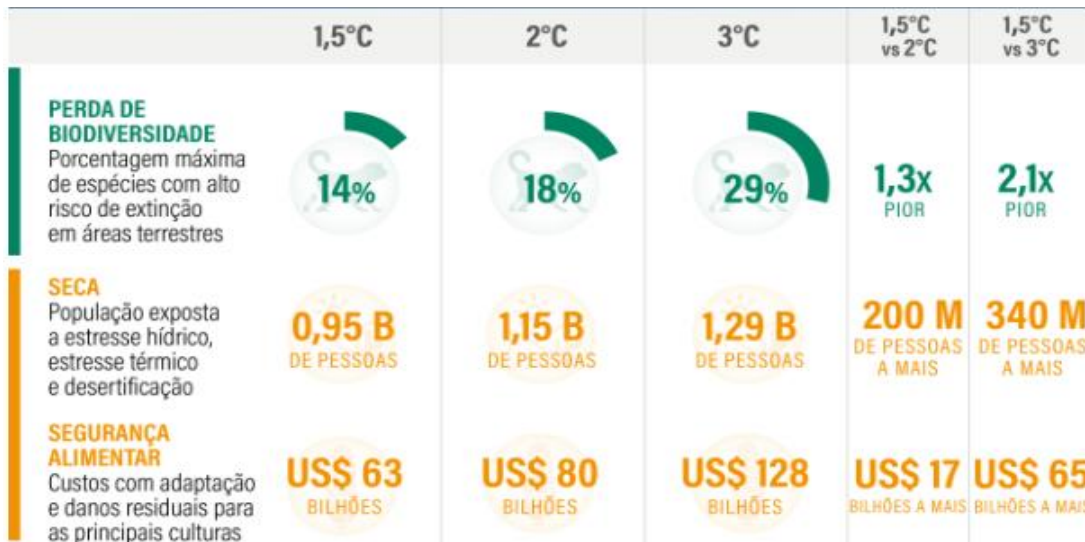 1,5°C 2°C 3°C 1,5°C vs 2°C 1,5°C vs 3°C
PERDA DE
BIODIVERSIDADE
Porcentagem máxima
de espécies com alto
risco de extinção
em áreas terrestres
14% 18% 29% 1,3x 2,1x
PIOR PIOR
SECA
População exposta
a estresse hídrico,
estresse térmico
e desertificação
0,95 B 1,15 B 1,29 B 200 M 340 M
DE PESSOAS DE PESSOAS DE PESSOAS DE PESSOAS DE PESSOAS
A MAIS A MAIS
SEGURANÇA
ALIMENTAR
Custos com adaptação
e danos residuais para
as principais culturas
US$ 63 US$ 80 US$ 128 US$ 17 US$ 65
BILHÕES BILHÕES BILHÕES BILHÕES A MAIS BILHÕES A MAIS